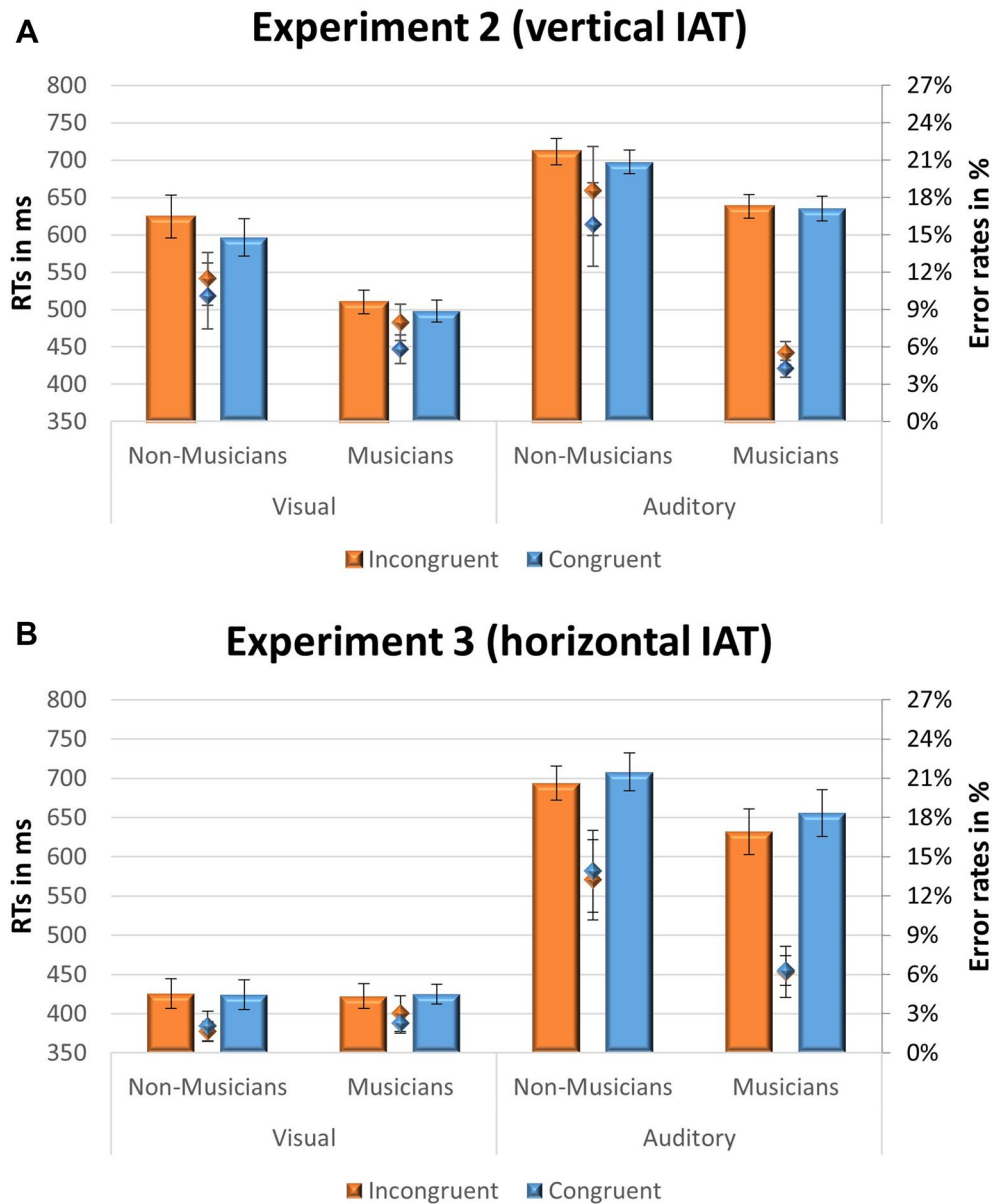 A
Experiment 2 (vertical IAT)
800
750
700
650
600
550
500
450
400
350
RTs in ms
27%
24%
21%
18%
15%
12%
9%
6%
3%
0%
Error rates in %
Non-Musicians Musicians Non-Musicians Musicians
Visual Auditory
Incongruent Congruent
B
Experiment 3 (horizontal IAT)
800
750
700
650
600
550
500
450
400
350
RTs in ms
27%
24%
21%
18%
15%
12%
9%
6%
3%
0%
Error rates in %
Non-Musicians Musicians Non-Musicians Musicians
Visual Auditory
Incongruent Congruent